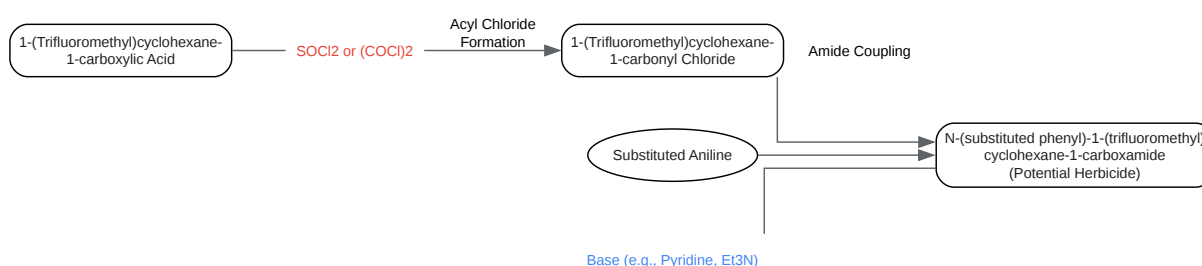 1-(Trifluoromethyl)cyclohexane-
1-carboxylic Acid
SOCl2 or (COCl)2
Acyl Chloride
Formation
1-(Trifluoromethyl)cyclohexane-
1-carbonyl Chloride
Amide Coupling
Substituted Aniline
N-(substituted phenyl)-1-(trifluoromethyl)
cyclohexane-1-carboxamide
(Potential Herbicide)
Base (e.g., Pyridine, Et3N)